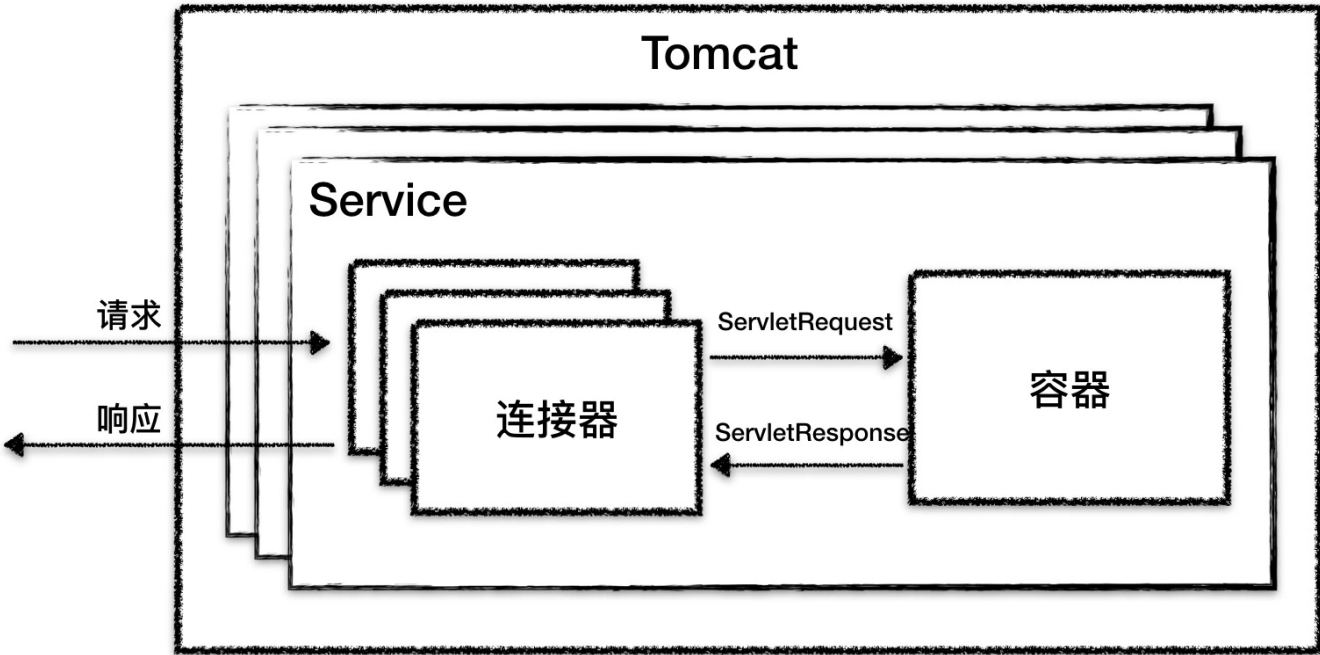 Tomcat
Service
请求
ServletRequest
连接器
容器
响应
ServletResponse